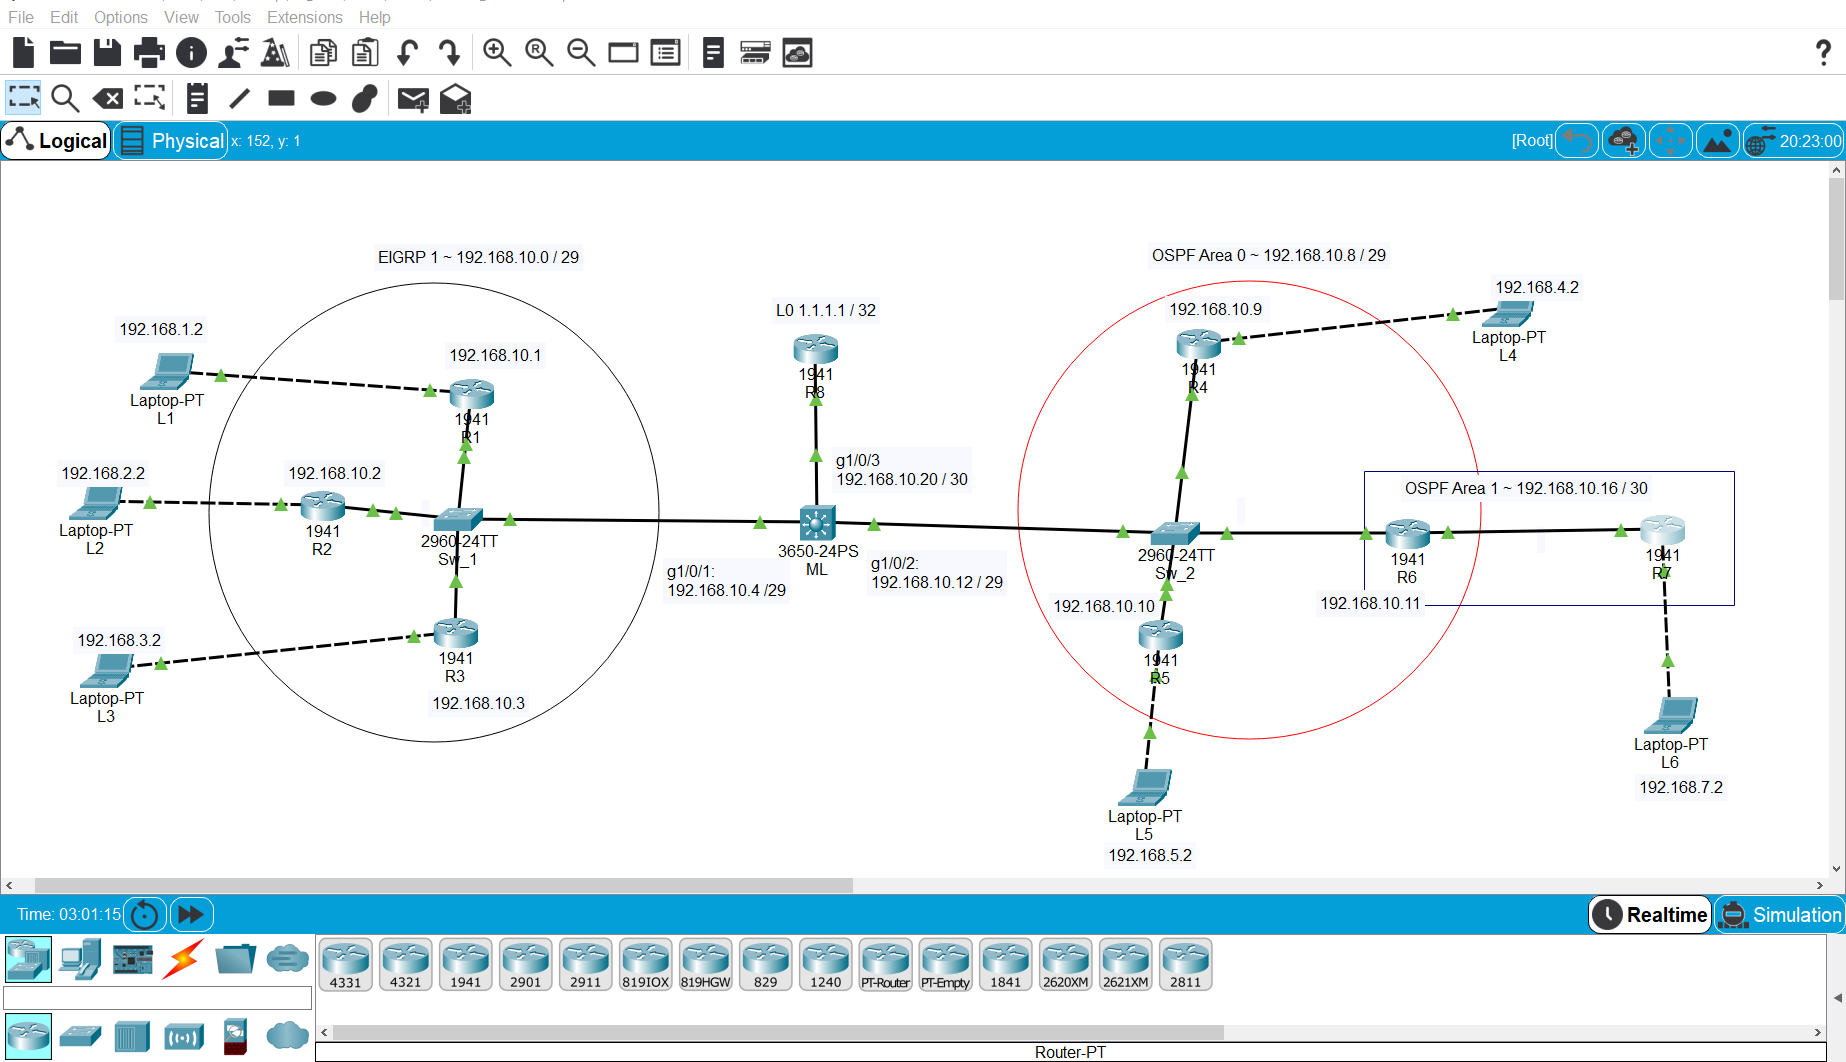 File Edit Options View Tools Extensions Help
Logical
Physical
x: 152, y: 1
[Root]
20:23:00
EIGRP 1 ~ 192.168.10.0 / 29
OSPF Area 0 ~ 192.168.10.8 / 29
192.168.1.2
Laptop-PT
L1
192.168.10.1
1941
R1
192.168.2.2
Laptop-PT
L2
192.168.10.2
1941
R2
2960-24TT
Sw_1
192.168.3.2
Laptop-PT
L3
1941
R3
192.168.10.3
L0 1.1.1.1 / 32
1941
R8
g1/0/3
192.168.10.20 / 30
3650-24PS
ML
g1/0/1:
192.168.10.4 /29
g1/0/2:
192.168.10.12 / 29
192.168.10.9
1941
R4
192.168.4.2
Laptop-PT
L4
2960-24TT
Sw_2
192.168.10.10
1941
R5
Laptop-PT
L5
192.168.5.2
OSPF Area 1 ~ 192.168.10.16 / 30
1941
R6
192.168.10.11
1941
R7
Laptop-PT
L6
192.168.7.2
Time: 03:01:15
Realtime
Simulation
4331
4321
1941
2901
2911
819IOX
819HGW
829
1240
PT-Router
PT-Empty
1841
2620XM
2621XM
2811
Router-PT